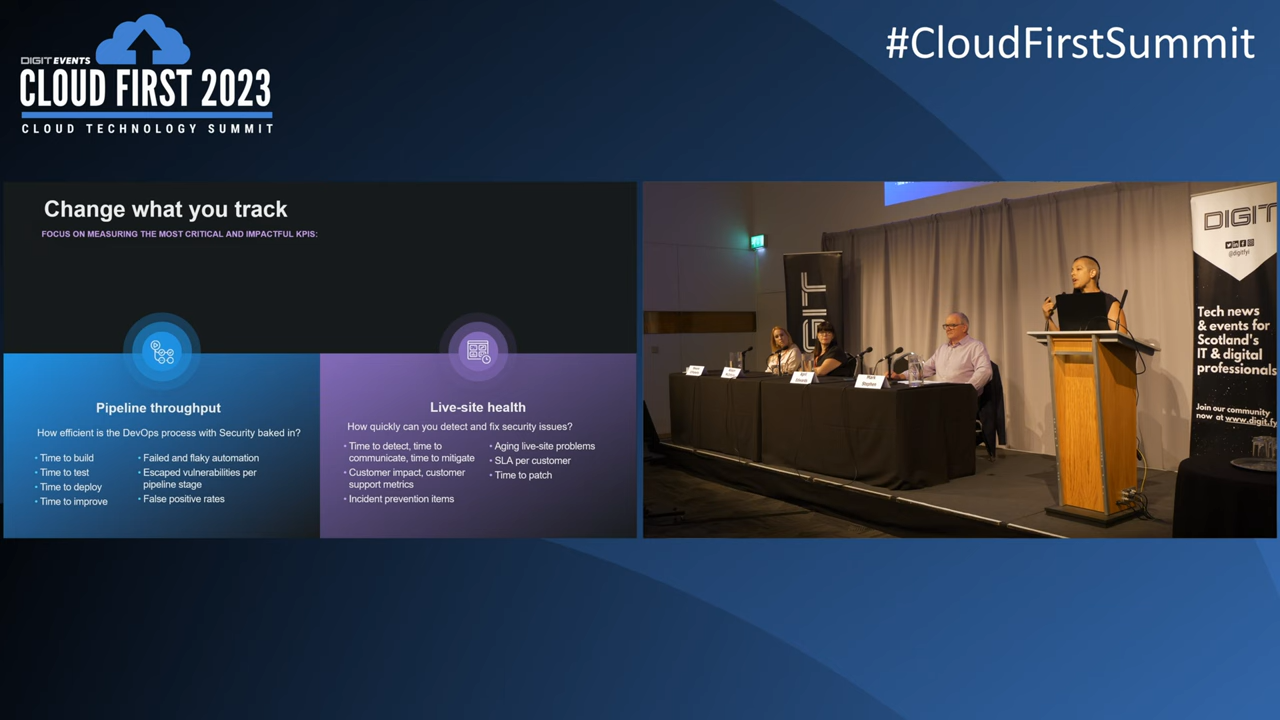 #CloudFirstSummit
DIGIT EVENTS
CLOUD FIRST 2023
CLOUD TECHNOLOGY SUMMIT
Change what you track
FOCUS ON MEASURING THE MOST CRITICAL AND IMPACTFUL KPIS:
Pipeline throughput
How efficient is the DevOps process with Security baked in?
• Time to build
• Time to test
• Time to deploy
• Time to improve
• Failed and flaky automation
• Escaped vulnerabilities per
pipeline stage
• False positive rates
Live-site health
How quickly can you detect and fix security issues?
• Time to detect, time to
communicate, time to mitigate
• Customer impact, customer
support metrics
• Incident prevention items
• Aging live-site problems
• SLA per customer
• Time to patch
DIGIT
@digitfyi
Tech news
& events for
Scotland's
IT & digital
professionals
Join our community
now at www.digit.fy
Mark
Stephen
April